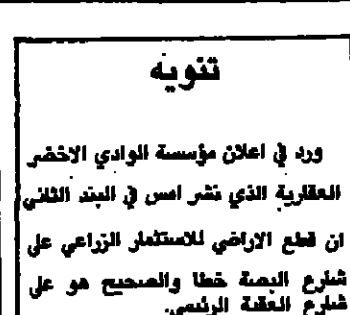 تنويه
ورد في اعلان مؤسسة الوادي الاخضر
العقارية الذي نشر امس في البند الثاني
ان قطع الاراضي للاستثمار الزراعي على
شارع البصة خطا والصحيح هو على
شارع العقبة الرئيسي.